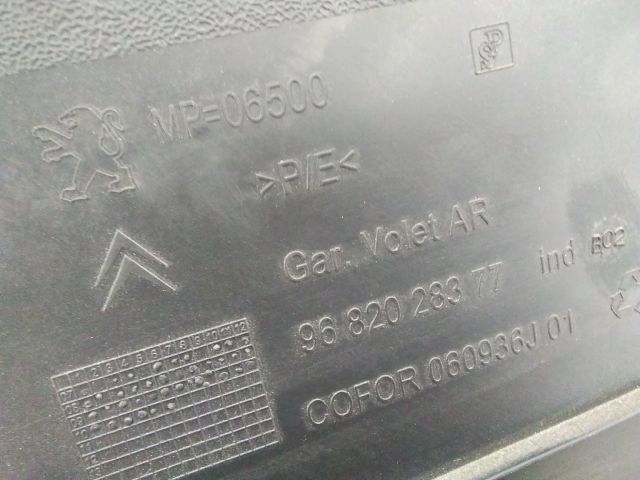 MP=06500
>P/E<
Gar. Volet AR
96 820 283 77 ind B02
COFOR 060936J 01